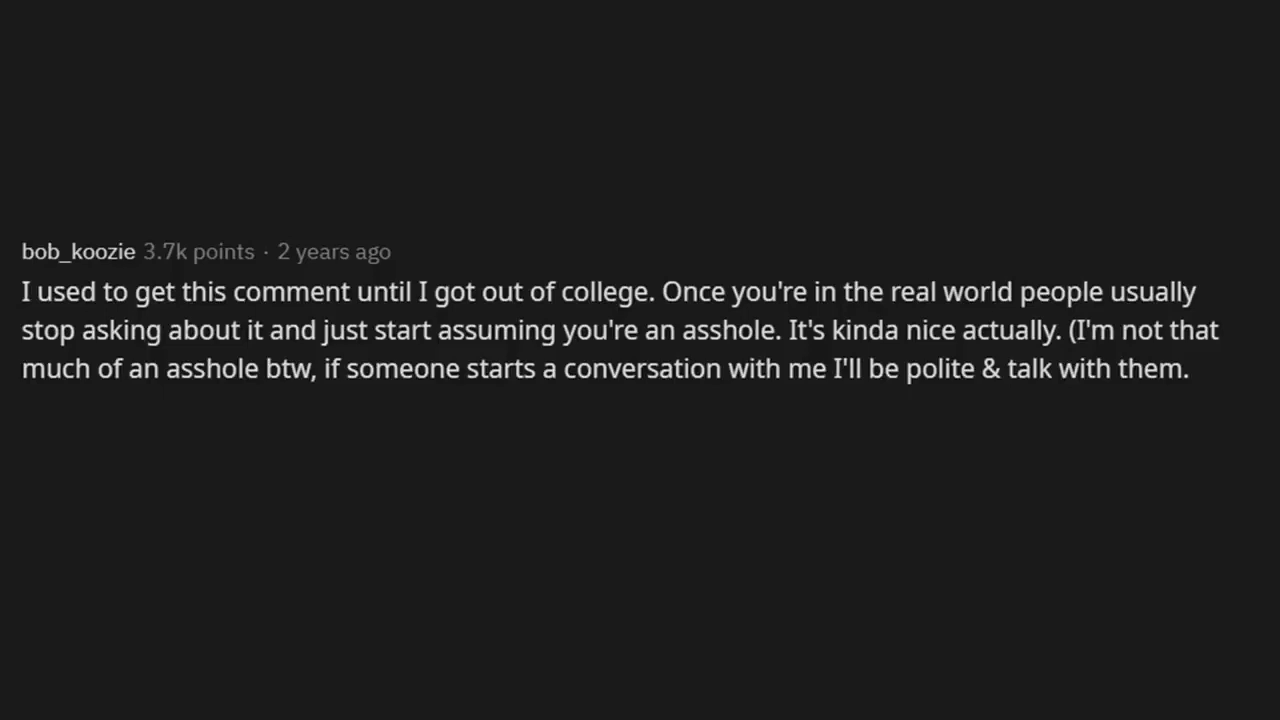 bob_koozie 3.7k points · 2 years ago
I used to get this comment until I got out of college. Once you're in the real world people usually
stop asking about it and just start assuming you're an asshole. It's kinda nice actually. (I'm not that
much of an asshole btw, if someone starts a conversation with me I'll be polite & talk with them.